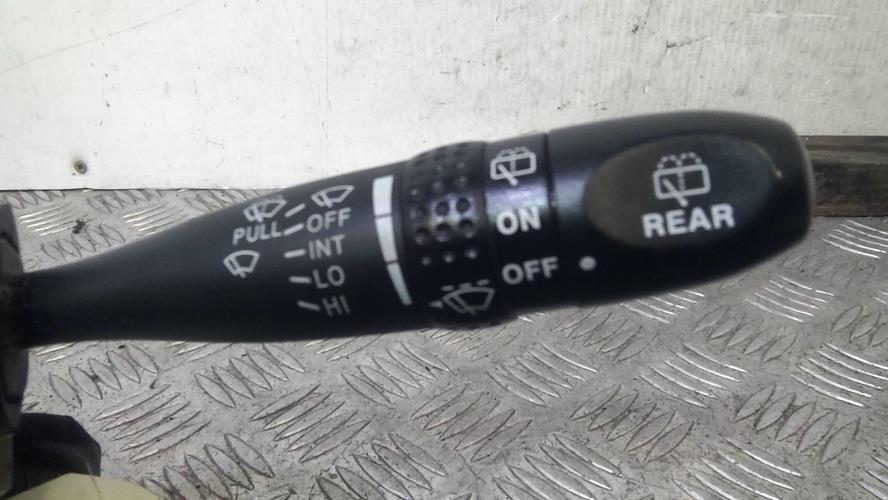 PULL OFF
INT
LO
HI
ON
OFF
REAR